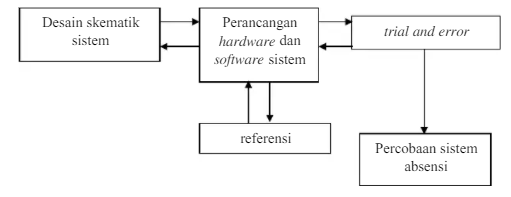 Desain skematik
sistem
Perancangan
hardware dan
software sistem
trial and error
referensi
Percobaan sistem
absensi